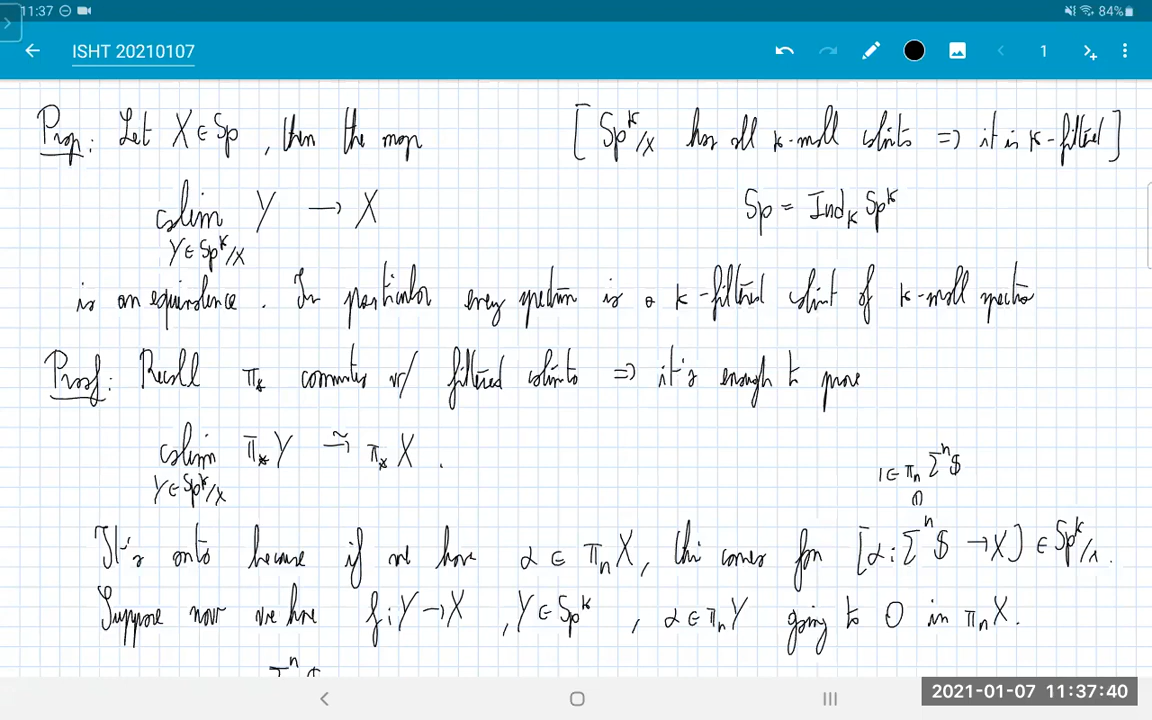 11:37
84%
ISHT 20210107
1
Prop: Let X ∈ Sp, then the map
[Sp^κ/X has all κ-small colimits ⇒ it is κ-filtered]
colim Y → X
Y ∈ Sp^κ/X
Sp = Ind_κ Sp^κ
is an equivalence. In particular every spectrum is a κ-filtered colimit of κ-small spectra
Proof: Recall π_* commutes w/ filtered colimits ⇒ it's enough to prove
colim π_* Y ≃→ π_* X.
Y ∈ Sp^κ/X
1 ∈ π_n Σ^n $
It's onto because if we have α ∈ π_n X, this comes from [α: Σ^n $ → X] ∈ Sp^κ/X.
Suppose now we have f: Y → X, Y ∈ Sp^κ, α ∈ π_n Y going to 0 in π_n X.
Σ^n $
2021-01-07 11:37:40